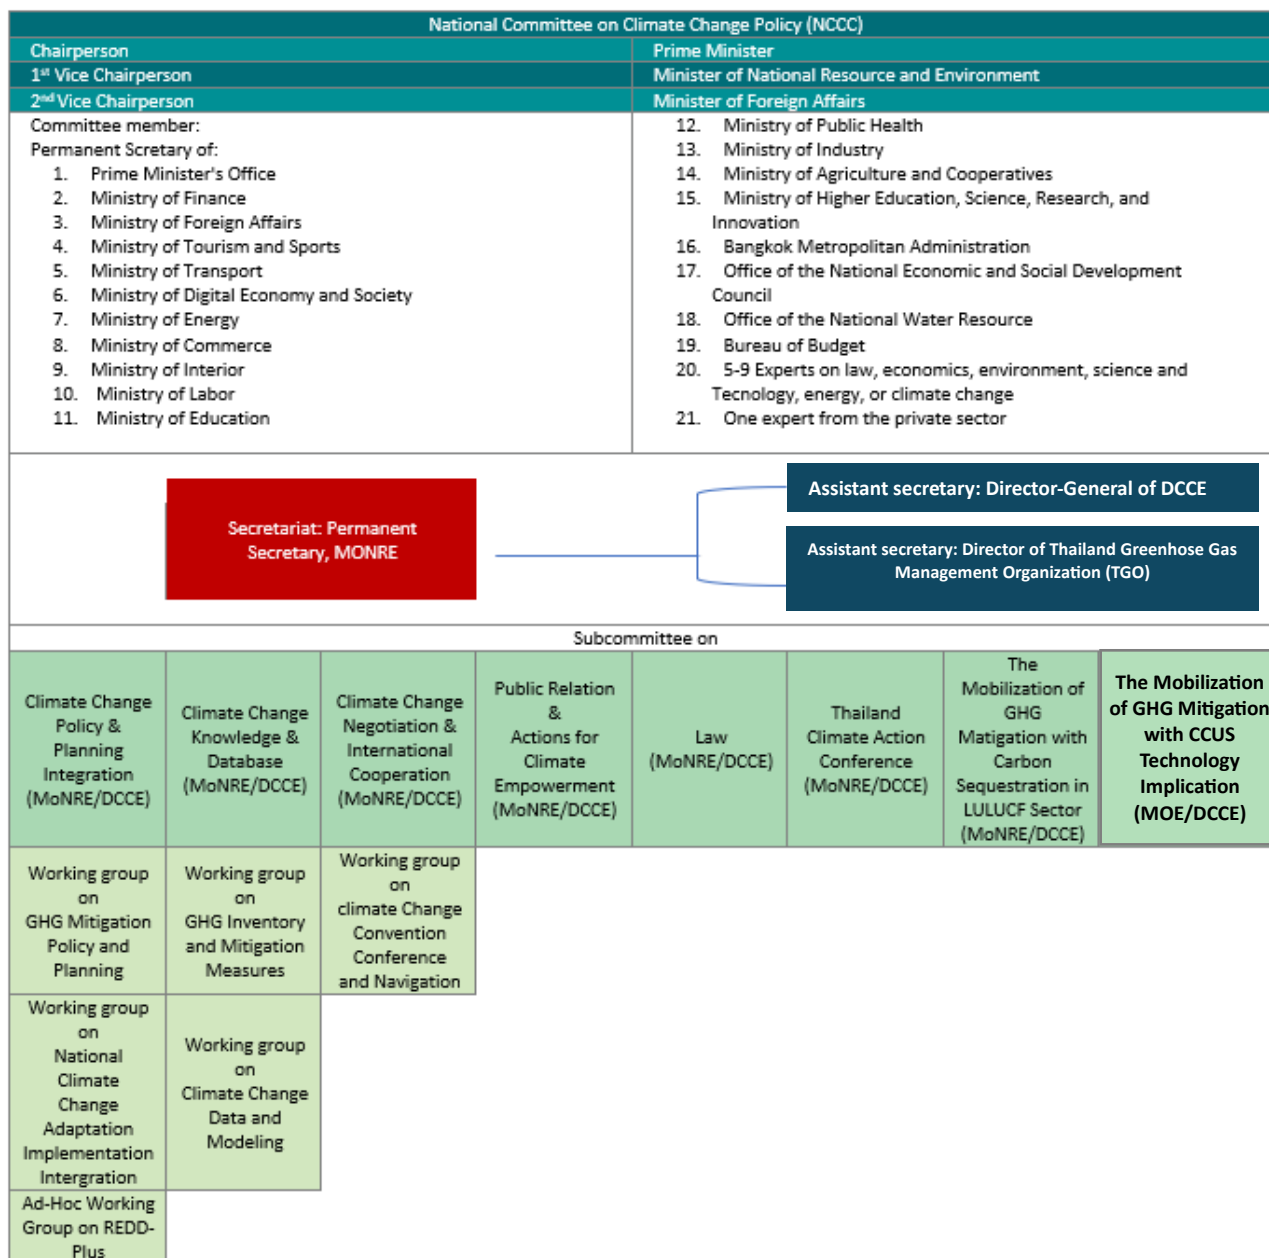 National Committee on Climate Change Policy (NCCC)
Chairperson
Prime Minister
1st Vice Chairperson
Minister of National Resource and Environment
2nd Vice Chairperson
Minister of Foreign Affairs
Committee member:
Permanent Scretary of:
1. Prime Minister's Office
2. Ministry of Finance
3. Ministry of Foreign Affairs
4. Ministry of Tourism and Sports
5. Ministry of Transport
6. Ministry of Digital Economy and Society
7. Ministry of Energy
8. Ministry of Commerce
9. Ministry of Interior
10. Ministry of Labor
11. Ministry of Education
12. Ministry of Public Health
13. Ministry of Industry
14. Ministry of Agriculture and Cooperatives
15. Ministry of Higher Education, Science, Research, and
Innovation
16. Bangkok Metropolitan Administration
17. Office of the National Economic and Social Development
Council
18. Office of the National Water Resource
19. Bureau of Budget
20. 5-9 Experts on law, economics, environment, science and
Tecnology, energy, or climate change
21. One expert from the private sector
Secretariat: Permanent
Secretary, MONRE
Assistant secretary: Director-General of DCCE
Assistant secretary: Director of Thailand Greenhose Gas
Management Organization (TGO)
Subcommittee on
Climate Change
Policy &
Planning
Integration
(MoNRE/DCCE)
Climate Change
Knowledge &
Database
(MoNRE/DCCE)
Climate Change
Negotiation &
International
Cooperation
(MoNRE/DCCE)
Public Relation
&
Actions for
Climate
Empowerment
(MoNRE/DCCE)
Law
(MoNRE/DCCE)
Thailand
Climate Action
Conference
(MoNRE/DCCE)
The
Mobilization of
GHG
Matigation with
Carbon
Sequestration in
LULUCF Sector
(MoNRE/DCCE)
The Mobilization
of GHG Mitigation
with CCUS
Technology
Implication
(MOE/DCCE)
Working group
on
GHG Mitigation
Policy and
Planning
Working group
on
GHG Inventory
and Mitigation
Measures
Working group
on
climate Change
Convention
Conference
and Navigation
Working group
on
National
Climate
Change
Adaptation
Implementation
Intergration
Working group
on
Climate Change
Data and
Modeling
Ad-Hoc Working
Group on REDD-
Plus